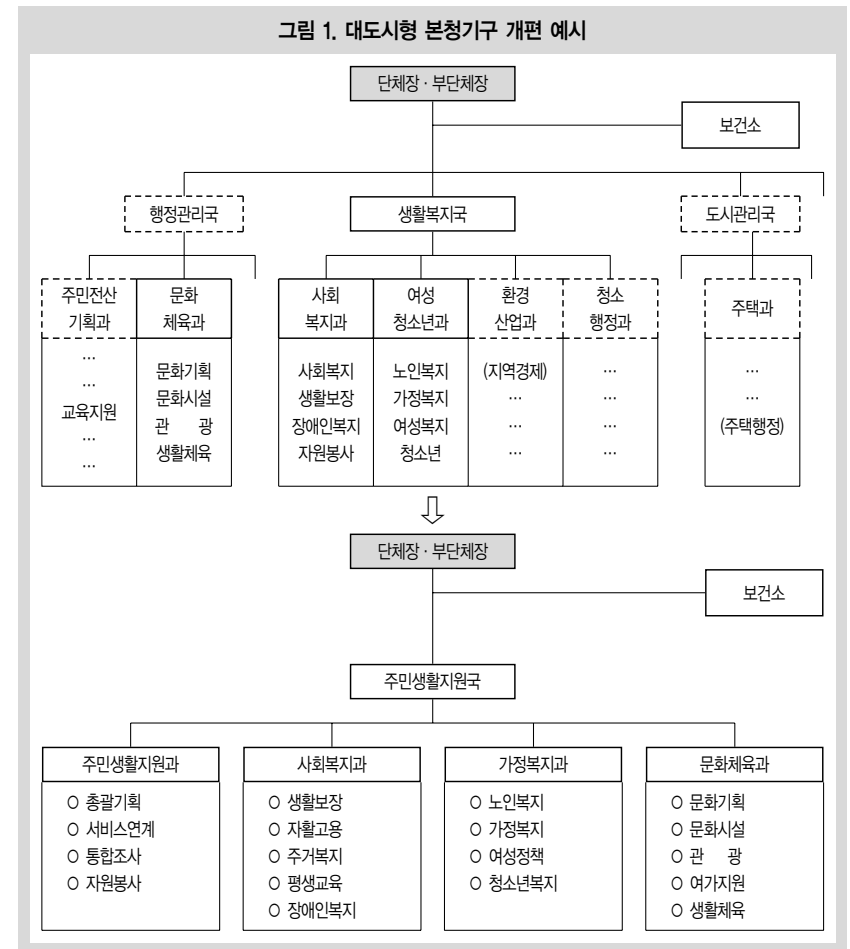 그림 1. 대도시형 본청기구 개편 예시
단체장 · 부단체장
보건소
행정관리국
생활복지국
도시관리국
주민전산
기획과
…
…
교육지원
…
…
문화
체육과
문화기획
문화시설
관 광
생활체육
사회
복지과
사회복지
생활보장
장애인복지
자원봉사
여성
청소년과
노인복지
가정복지
여성복지
청소년
환경
산업과
(지역경제)
…
…
…
청소
행정과
…
…
…
…
주택과
…
…
(주택행정)
⇩
단체장 · 부단체장
보건소
주민생활지원국
주민생활지원과
○ 총괄기획
○ 서비스연계
○ 통합조사
○ 자원봉사
사회복지과
○ 생활보장
○ 자활고용
○ 주거복지
○ 평생교육
○ 장애인복지
가정복지과
○ 노인복지
○ 가정복지
○ 여성정책
○ 청소년복지
문화체육과
○ 문화기획
○ 문화시설
○ 관 광
○ 여가지원
○ 생활체육